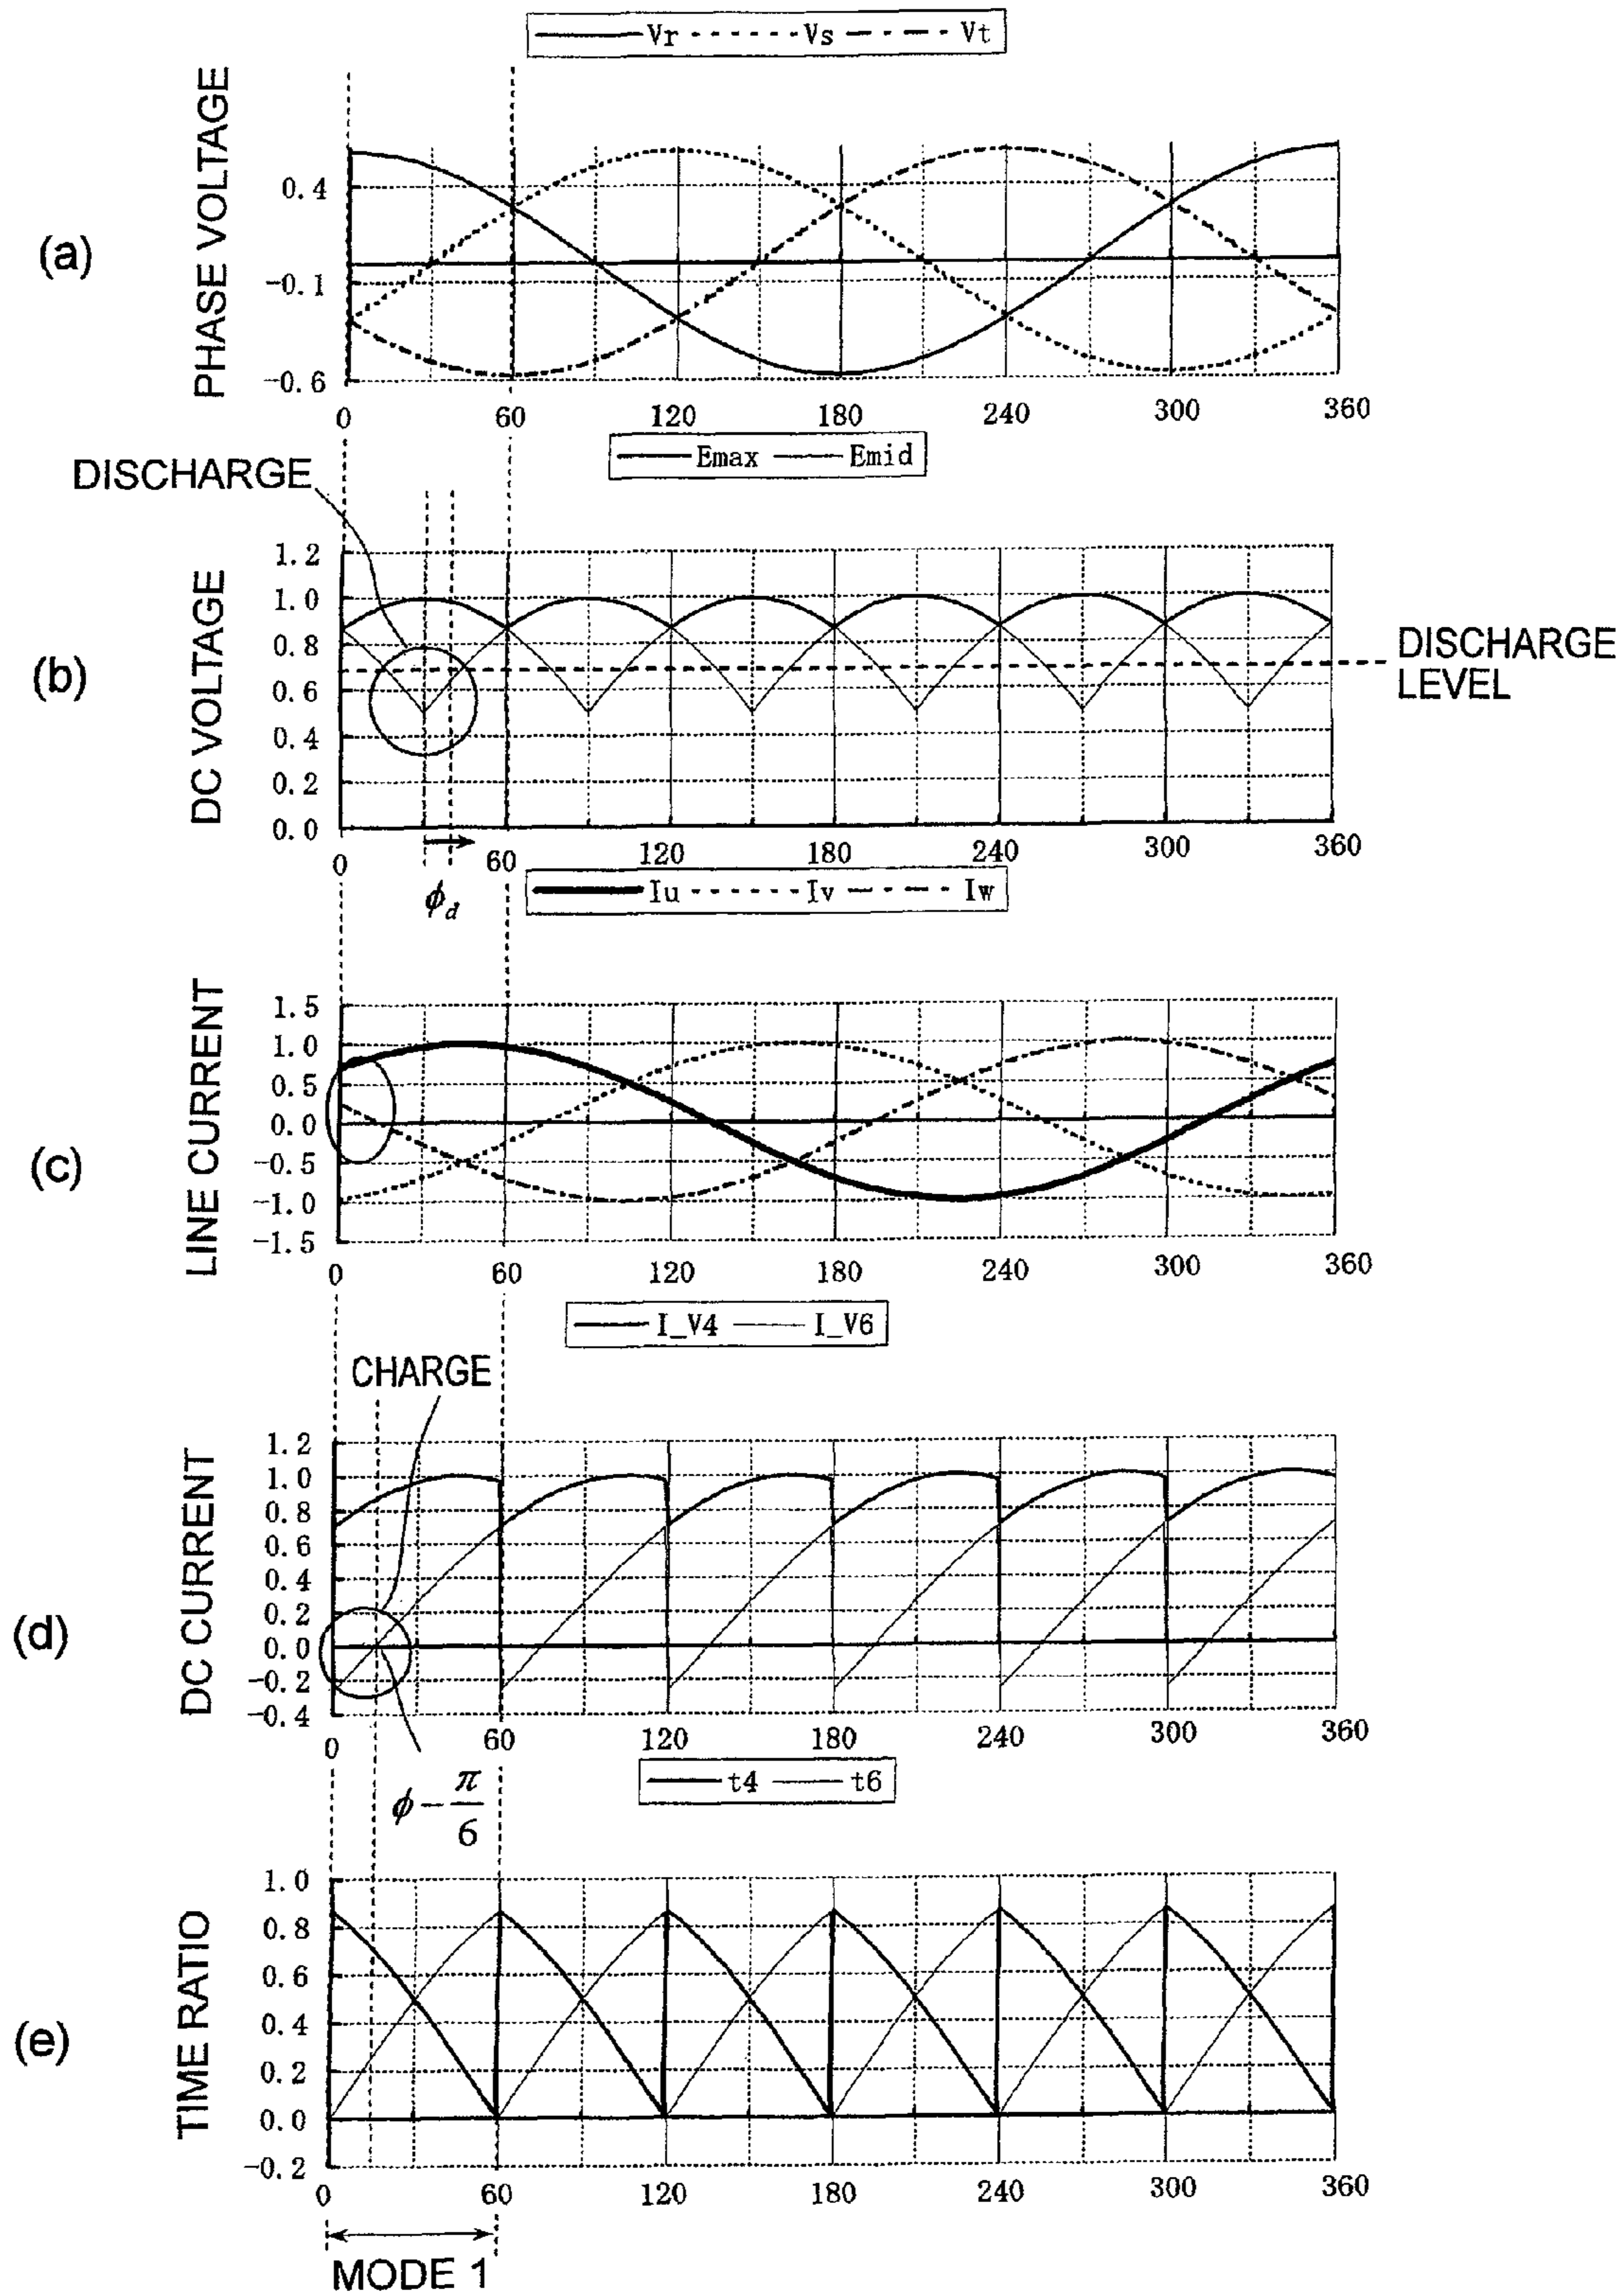 Vr Vs Vt
(a)
PHASE VOLTAGE
0.4
-0.1
-0.6
0 60 120 180 240 300 360
Emax Emid
DISCHARGE
(b)
DC VOLTAGE
1.2
1.0
0.8
0.6
0.4
0.2
0.0
DISCHARGE
LEVEL
0 60 120 180 240 300 360
ϕd
Iu Iv Iw
(c)
LINE CURRENT
1.5
1.0
0.5
0.0
-0.5
-1.0
-1.5
0 60 120 180 240 300 360
I_V4 I_V6
CHARGE
(d)
DC CURRENT
1.2
1.0
0.8
0.6
0.4
0.2
0.0
-0.2
-0.4
0 60 120 180 240 300 360
t4 t6
ϕ-π/6
(e)
TIME RATIO
1.0
0.8
0.6
0.4
0.2
0.0
-0.2
0 60 120 180 240 300 360
MODE 1